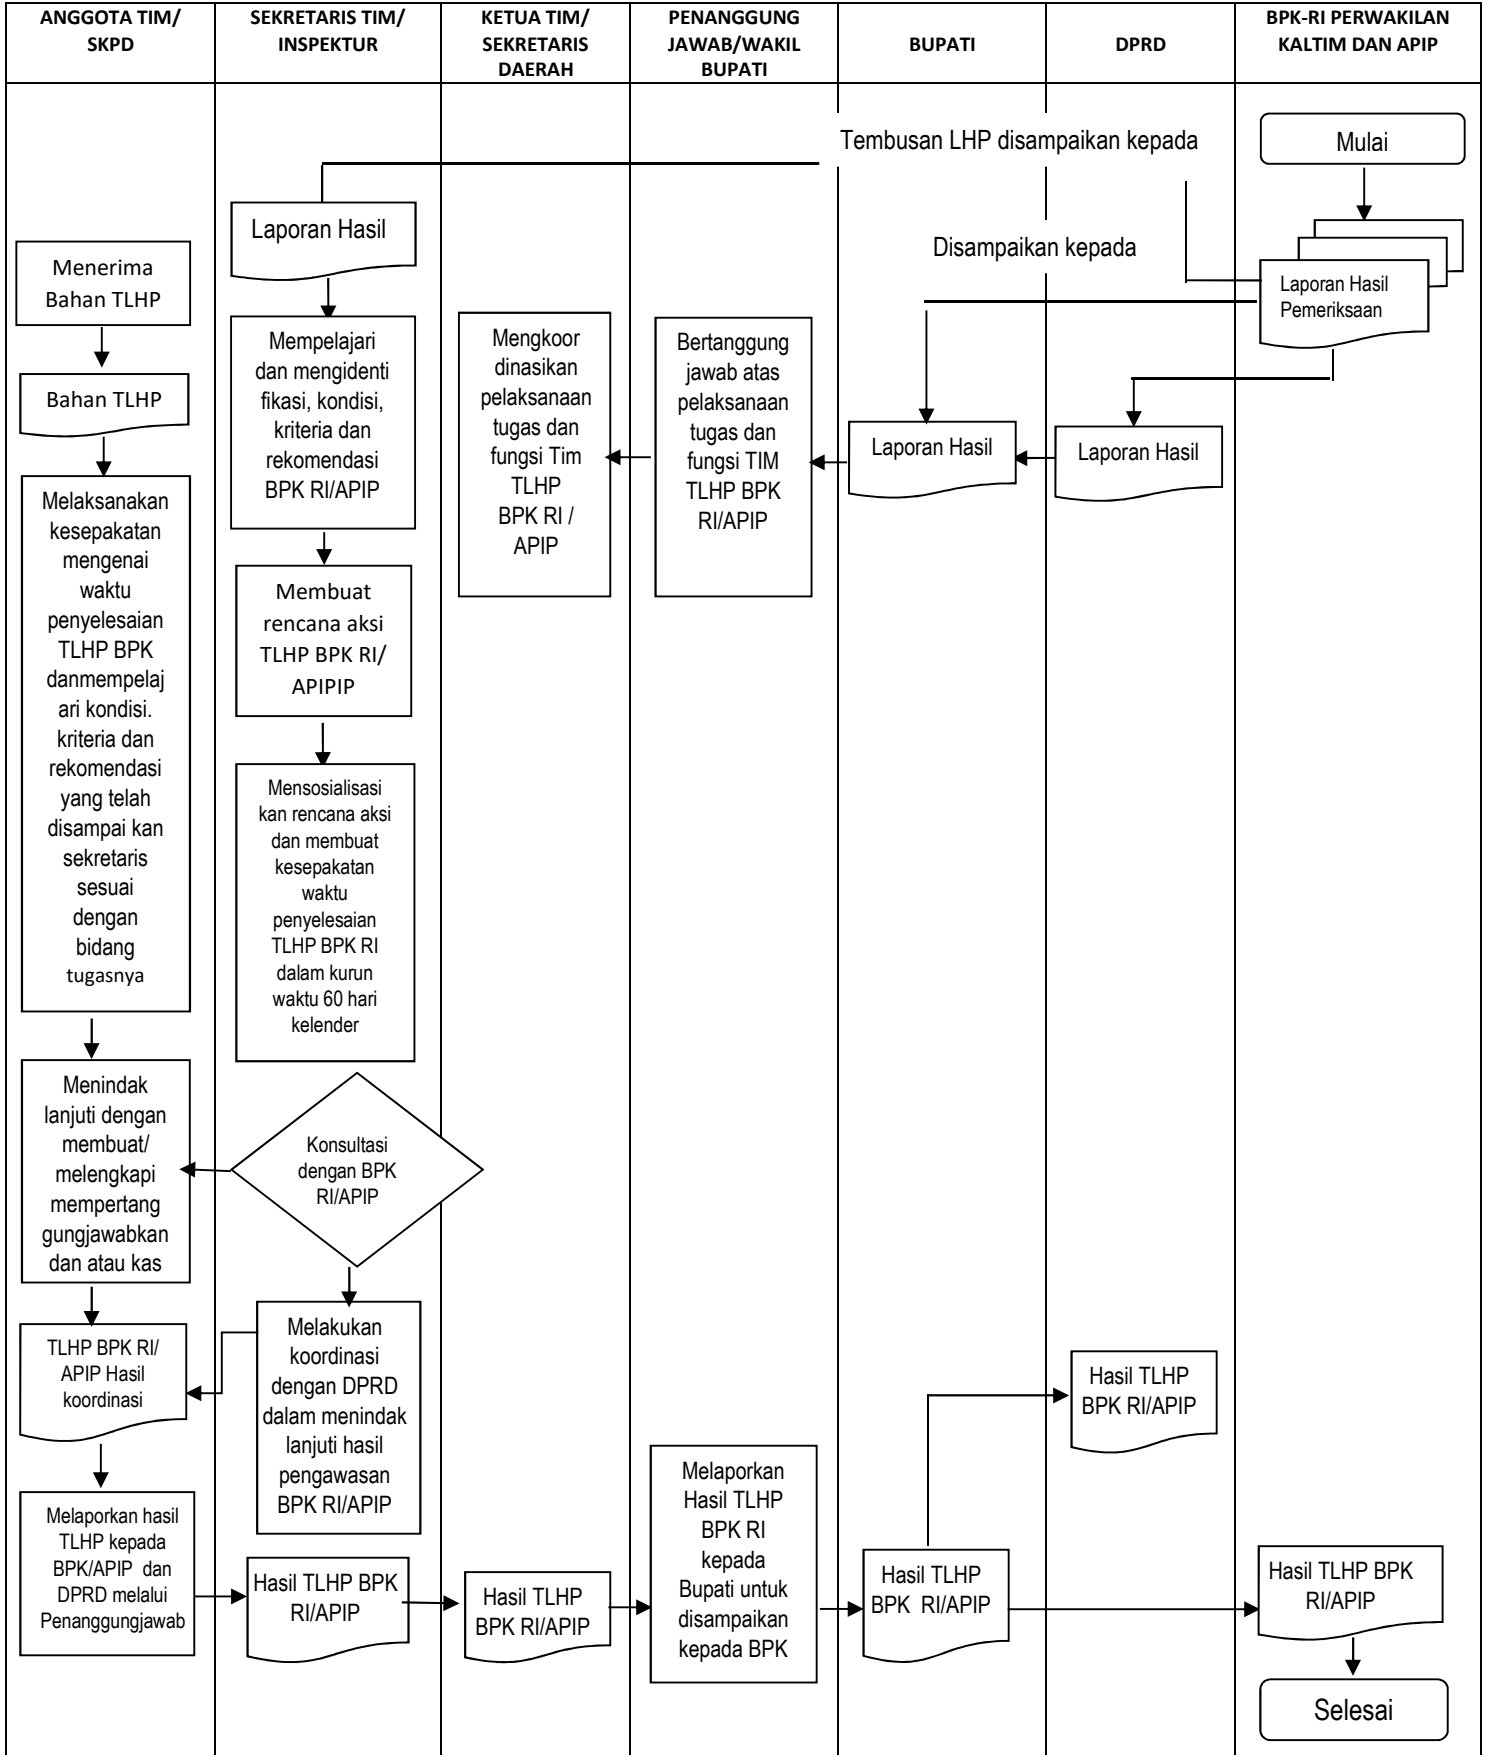 ANGGOTA TIM/
SKPD
SEKRETARIS TIM/
INSPEKTUR
KETUA TIM/
SEKRETARIS
DAERAH
PENANGGUNG
JAWAB/WAKIL
BUPATI
BUPATI
DPRD
BPK-RI PERWAKILAN
KALTIM DAN APIP
Tembusan LHP disampaikan kepada
Mulai
Laporan Hasil
Disampaikan kepada
Laporan Hasil
Pemeriksaan
Menerima
Bahan TLHP
Bahan TLHP
Mempelajari
dan mengidenti
fikasi, kondisi,
kriteria dan
rekomendasi
BPK RI/APIP
Mengkoor
dinasikan
pelaksanaan
tugas dan
fungsi Tim
TLHP
BPK RI /
APIP
Bertanggung
jawab atas
pelaksanaan
tugas dan
fungsi TIM
TLHP BPK
RI/APIP
Laporan Hasil
Laporan Hasil
Melaksanakan
kesepakatan
mengenai
waktu
penyelesaian
TLHP BPK
danmempelaj
ari kondisi.
kriteria dan
rekomendasi
yang telah
disampai kan
sekretaris
sesuai
dengan
bidang
tugasnya
Membuat
rencana aksi
TLHP BPK RI/
APIPIP
Mensosialisasi
kan rencana aksi
dan membuat
kesepakatan
waktu
penyelesaian
TLHP BPK RI
dalam kurun
waktu 60 hari
kelender
Menindak
lanjuti dengan
membuat/
melengkapi
mempertang
gungjawabkan
dan atau kas
Konsultasi
dengan BPK
RI/APIP
TLHP BPK RI/
APIP Hasil
koordinasi
Melakukan
koordinasi
dengan DPRD
dalam menindak
lanjuti hasil
pengawasan
BPK RI/APIP
Hasil TLHP
BPK RI/APIP
Melaporkan hasil
TLHP kepada
BPK/APIP  dan
DPRD melalui
Penanggungjawab
Hasil TLHP BPK
RI/APIP
Hasil TLHP
BPK RI/APIP
Melaporkan
Hasil TLHP
BPK RI
kepada
Bupati untuk
disampaikan
kepada BPK
Hasil TLHP
BPK  RI/APIP
Hasil TLHP BPK
RI/APIP
Selesai